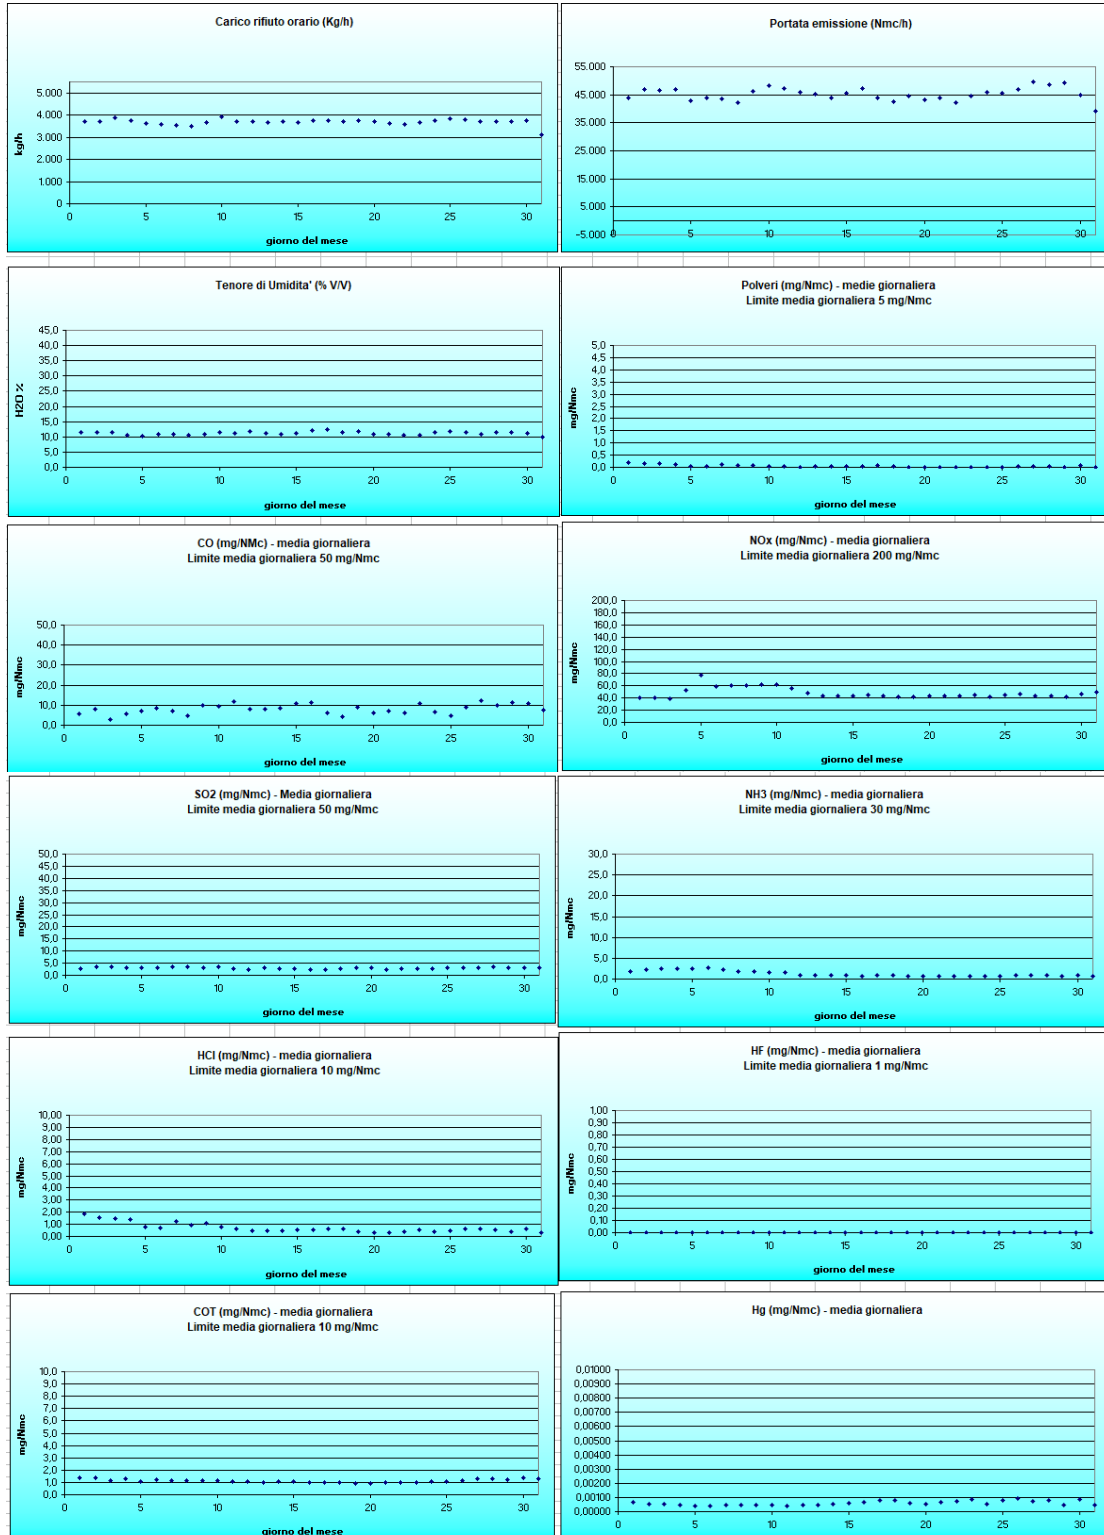 Carico rifiuto orario (Kg/h)
kg/h
5.000
4.000
3.000
2.000
1.000
0
0 5 10 15 20 25 30
giorno del mese
Portata emissione (Nmc/h)
55.000
45.000
35.000
25.000
15.000
5.000
-5.000
0 5 10 15 20 25 30
Tenore di Umidita' (% V/V)
H2O %
45,0
40,0
35,0
30,0
25,0
20,0
15,0
10,0
5,0
0,0
0 5 10 15 20 25 30
giorno del mese
Polveri (mg/Nmc) - medie giornaliera
Limite media giornaliera 5 mg/Nmc
mg/Nmc
5,0
4,5
4,0
3,5
3,0
2,5
2,0
1,5
1,0
0,5
0,0
0 5 10 15 20 25 30
giorno del mese
CO (mg/NMc) - media giornaliera
Limite media giornaliera 50 mg/Nmc
mg/Nmc
50,0
40,0
30,0
20,0
10,0
0,0
0 5 10 15 20 25 30
giorno del mese
NOx (mg/Nmc) - media giornaliera
Limite media giornaliera 200 mg/Nmc
mg/Nmc
200,0
180,0
160,0
140,0
120,0
100,0
80,0
60,0
40,0
20,0
0,0
0 5 10 15 20 25 30
giorno del mese
SO2 (mg/Nmc) - Media giornaliera
Limite media giornaliera 50 mg/Nmc
mg/Nmc
50,0
45,0
40,0
35,0
30,0
25,0
20,0
15,0
10,0
5,0
0,0
0 5 10 15 20 25 30
giorno del mese
NH3 (mg/Nmc) - media giornaliera
Limite media giornaliera 30 mg/Nmc
mg/Nmc
30,0
25,0
20,0
15,0
10,0
5,0
0,0
0 5 10 15 20 25 30
giorno del mese
HCl (mg/Nmc) - media giornaliera
Limite media giornaliera 10 mg/Nmc
mg/Nmc
10,00
9,00
8,00
7,00
6,00
5,00
4,00
3,00
2,00
1,00
0,00
0 5 10 15 20 25 30
giorno del mese
HF (mg/Nmc) - media giornaliera
Limite media giornaliera 1 mg/Nmc
mg/Nmc
1,00
0,90
0,80
0,70
0,60
0,50
0,40
0,30
0,20
0,10
0,00
0 5 10 15 20 25 30
giorno del mese
COT (mg/Nmc) - media giornaliera
Limite media giornaliera 10 mg/Nmc
mg/Nmc
10,0
9,0
8,0
7,0
6,0
5,0
4,0
3,0
2,0
1,0
0,0
0 5 10 15 20 25 30
giorno del mese
Hg (mg/Nmc) - media giornaliera
0,01000
0,00900
0,00800
0,00700
0,00600
0,00500
0,00400
0,00300
0,00200
0,00100
0,00000
0 5 10 15 20 25 30